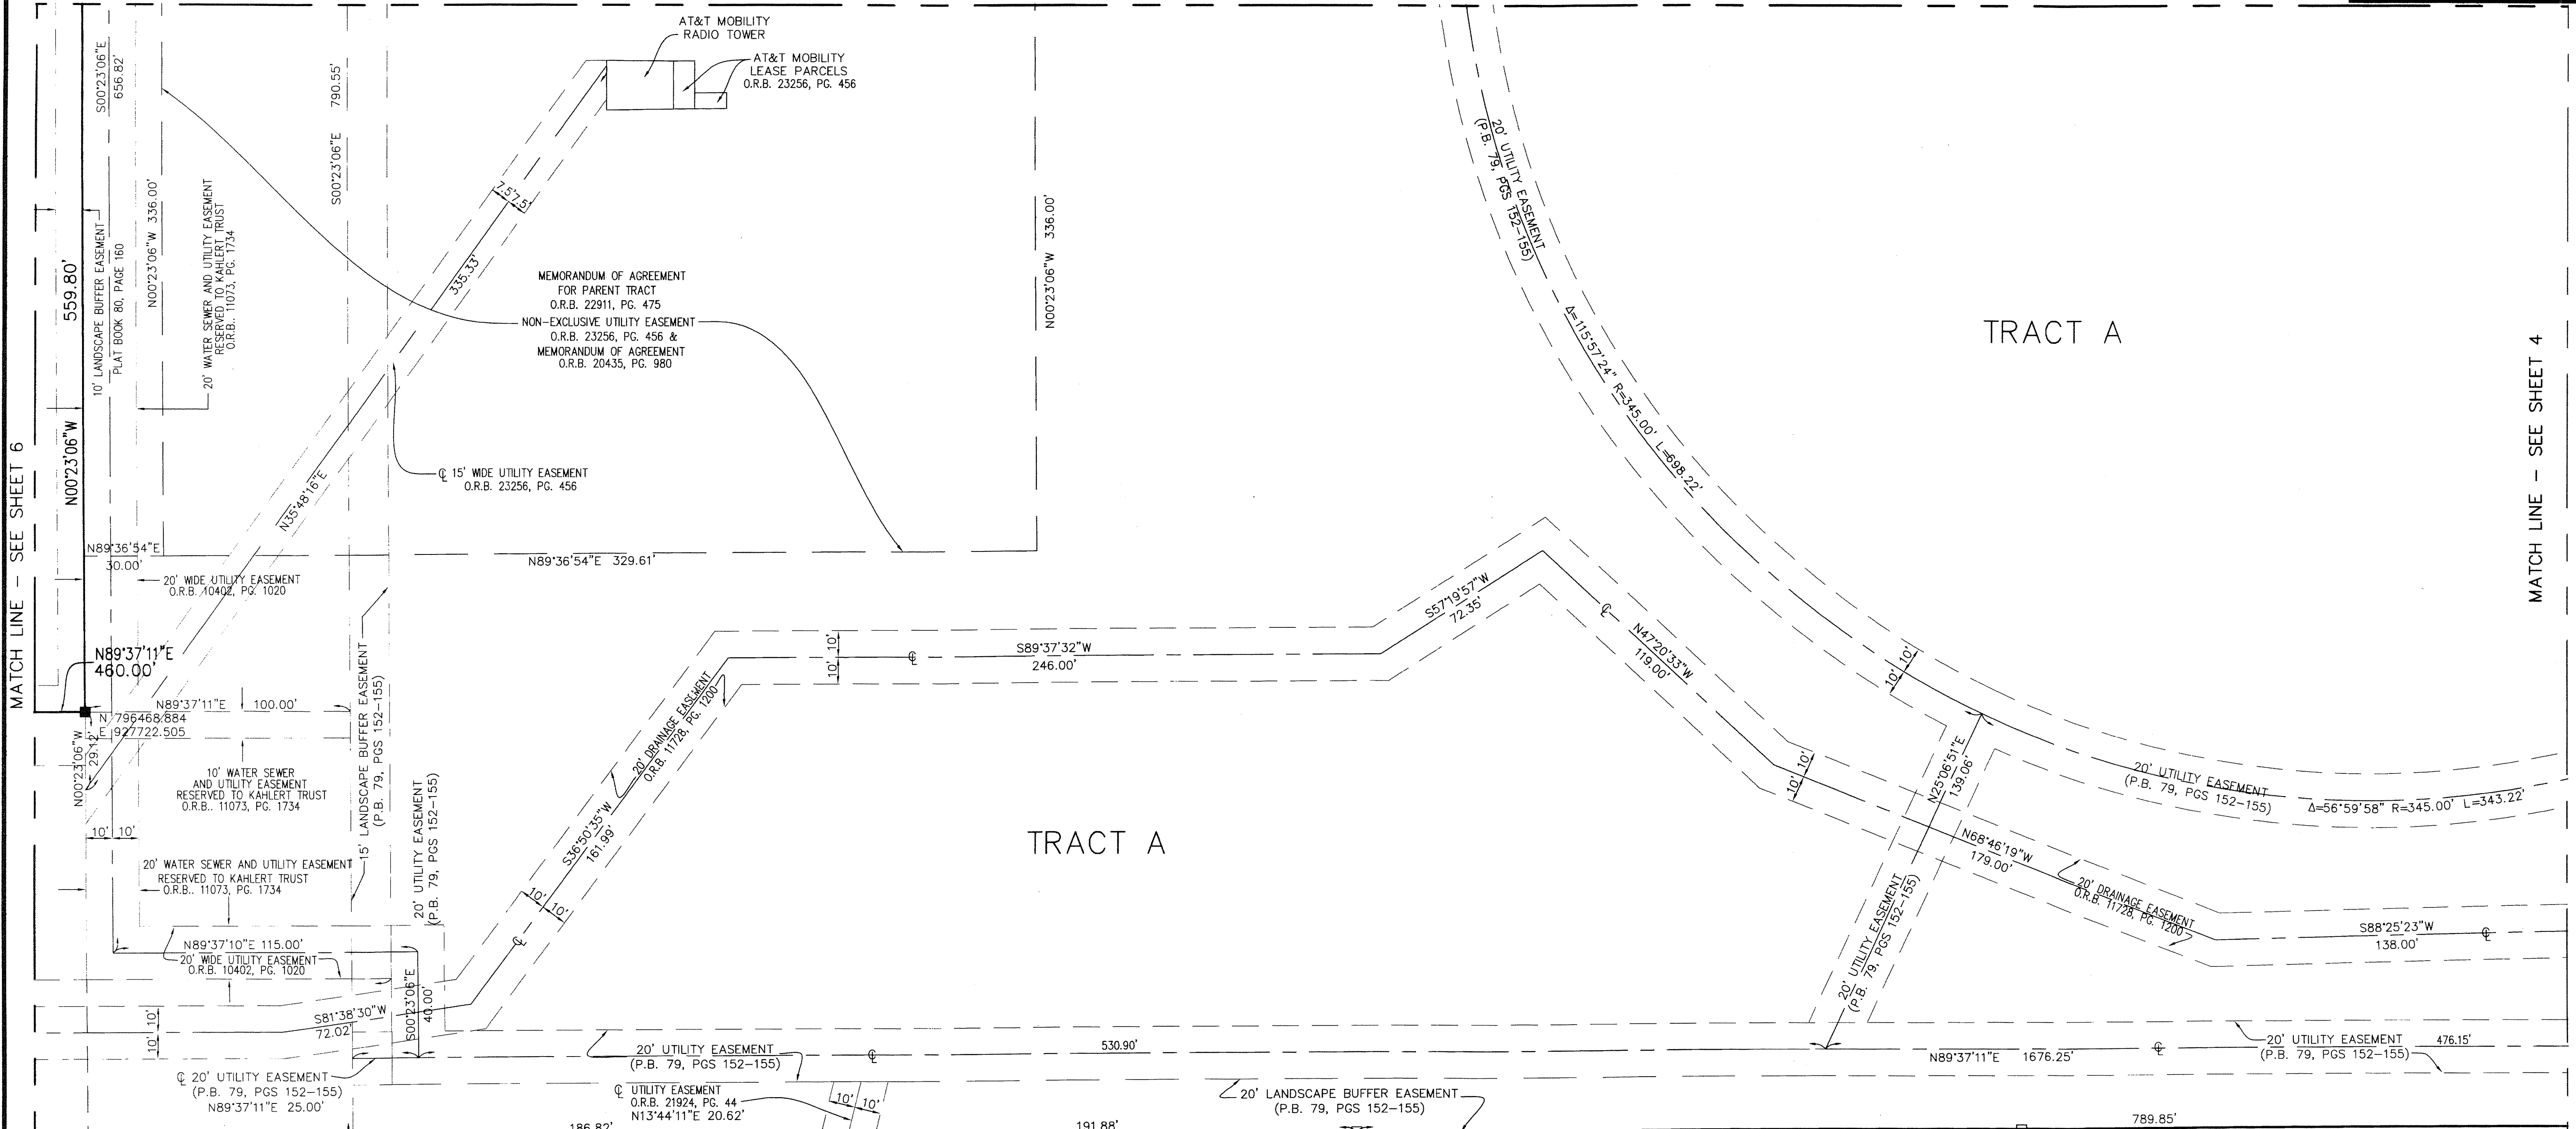 MATCH LINE - SEE SHEET 6
S00°23'06"E
656.82'
559.80'
N00°23'06"W
10' LANDSCAPE BUFFER EASEMENT
PLAT BOOK 80, PAGE 160
N00°23'06"W 336.00'
20' WATER SEWER AND UTILITY EASEMENT
RESERVED TO KAHLERT TRUST
O.R.B.. 11073, PG. 1734
S00°23'06"E 790.55'
AT&T MOBILITY
RADIO TOWER
AT&T MOBILITY
LEASE PARCELS
O.R.B. 23256, PG. 456
7.5'
7.5'
335.33'
N35°48'16"E
MEMORANDUM OF AGREEMENT
FOR PARENT TRACT
O.R.B. 22911, PG. 475
NON-EXCLUSIVE UTILITY EASEMENT
O.R.B. 23256, PG. 456 &
MEMORANDUM OF AGREEMENT
O.R.B. 20435, PG. 980
℄ 15' WIDE UTILITY EASEMENT
O.R.B. 23256, PG. 456
N00°23'06"W 336.00'
N89°36'54"E 329.61'
N89°36'54"E
30.00'
20' WIDE UTILITY EASEMENT
O.R.B. 10402, PG. 1020
N89°37'11"E
460.00'
N89°37'11"E 100.00'
N 796468.884
E 927722.505
N00°23'06"W
29.12'
10' WATER SEWER
AND UTILITY EASEMENT
RESERVED TO KAHLERT TRUST
O.R.B.. 11073, PG. 1734
15' LANDSCAPE BUFFER EASEMENT
(P.B. 79, PGS 152-155)
20' UTILITY EASEMENT
(P.B. 79, PGS 152-155)
10' 10'
20' WATER SEWER AND UTILITY EASEMENT
RESERVED TO KAHLERT TRUST
O.R.B.. 11073, PG. 1734
N89°37'10"E 115.00'
20' WIDE UTILITY EASEMENT
O.R.B. 10402, PG. 1020
S00°23'06"E
40.00'
10'
10'
S81°38'30"W
72.02'
℄ 20' UTILITY EASEMENT
(P.B. 79, PGS 152-155)
N89°37'11"E 25.00'
℄
S36°50'35"W
161.99'
10'
10'
20' DRAINAGE EASEMENT
O.R.B. 11728, PG. 1200
10'
10'
℄
S89°37'32"W
246.00'
S57°19'57"W
72.35'
℄
N47°20'33"W
119.00'
10'
10'
20' UTILITY EASEMENT
(P.B. 79, PGS 152-155)
Δ=115°57'24" R=345.00' L=698.22'
TRACT A
MATCH LINE - SEE SHEET 4
10'
10'
N25°06'51"E
139.06'
20' UTILITY EASEMENT
(P.B. 79, PGS 152-155)
Δ=56°59'58" R=345.00' L=343.22'
N68°46'19"W
179.00'
20' DRAINAGE EASEMENT
O.R.B. 11728, PG. 1200
S88°25'23"W
138.00'
℄
TRACT A
20' UTILITY EASEMENT
(P.B. 79, PGS 152-155)
20' UTILITY EASEMENT
(P.B. 79, PGS 152-155)
℄
530.90'
N89°37'11"E 1676.25'
℄
20' UTILITY EASEMENT
(P.B. 79, PGS 152-155)
476.15'
℄ UTILITY EASEMENT
O.R.B. 21924, PG. 44
N13°44'11"E 20.62'
10'
10'
20' LANDSCAPE BUFFER EASEMENT
(P.B. 79, PGS 152-155)
186.82'
191.88'
789.85'